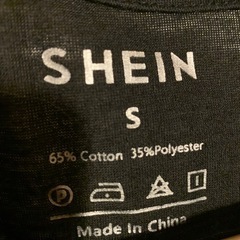 SHEIN
S
65% Cotton 35%Polyester
P
Made In China